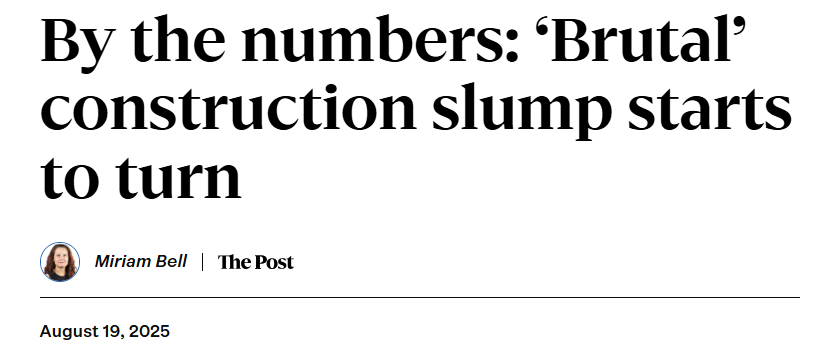 By the numbers: ‘Brutal’
construction slump starts
to turn
Miriam Bell | The Post
August 19, 2025